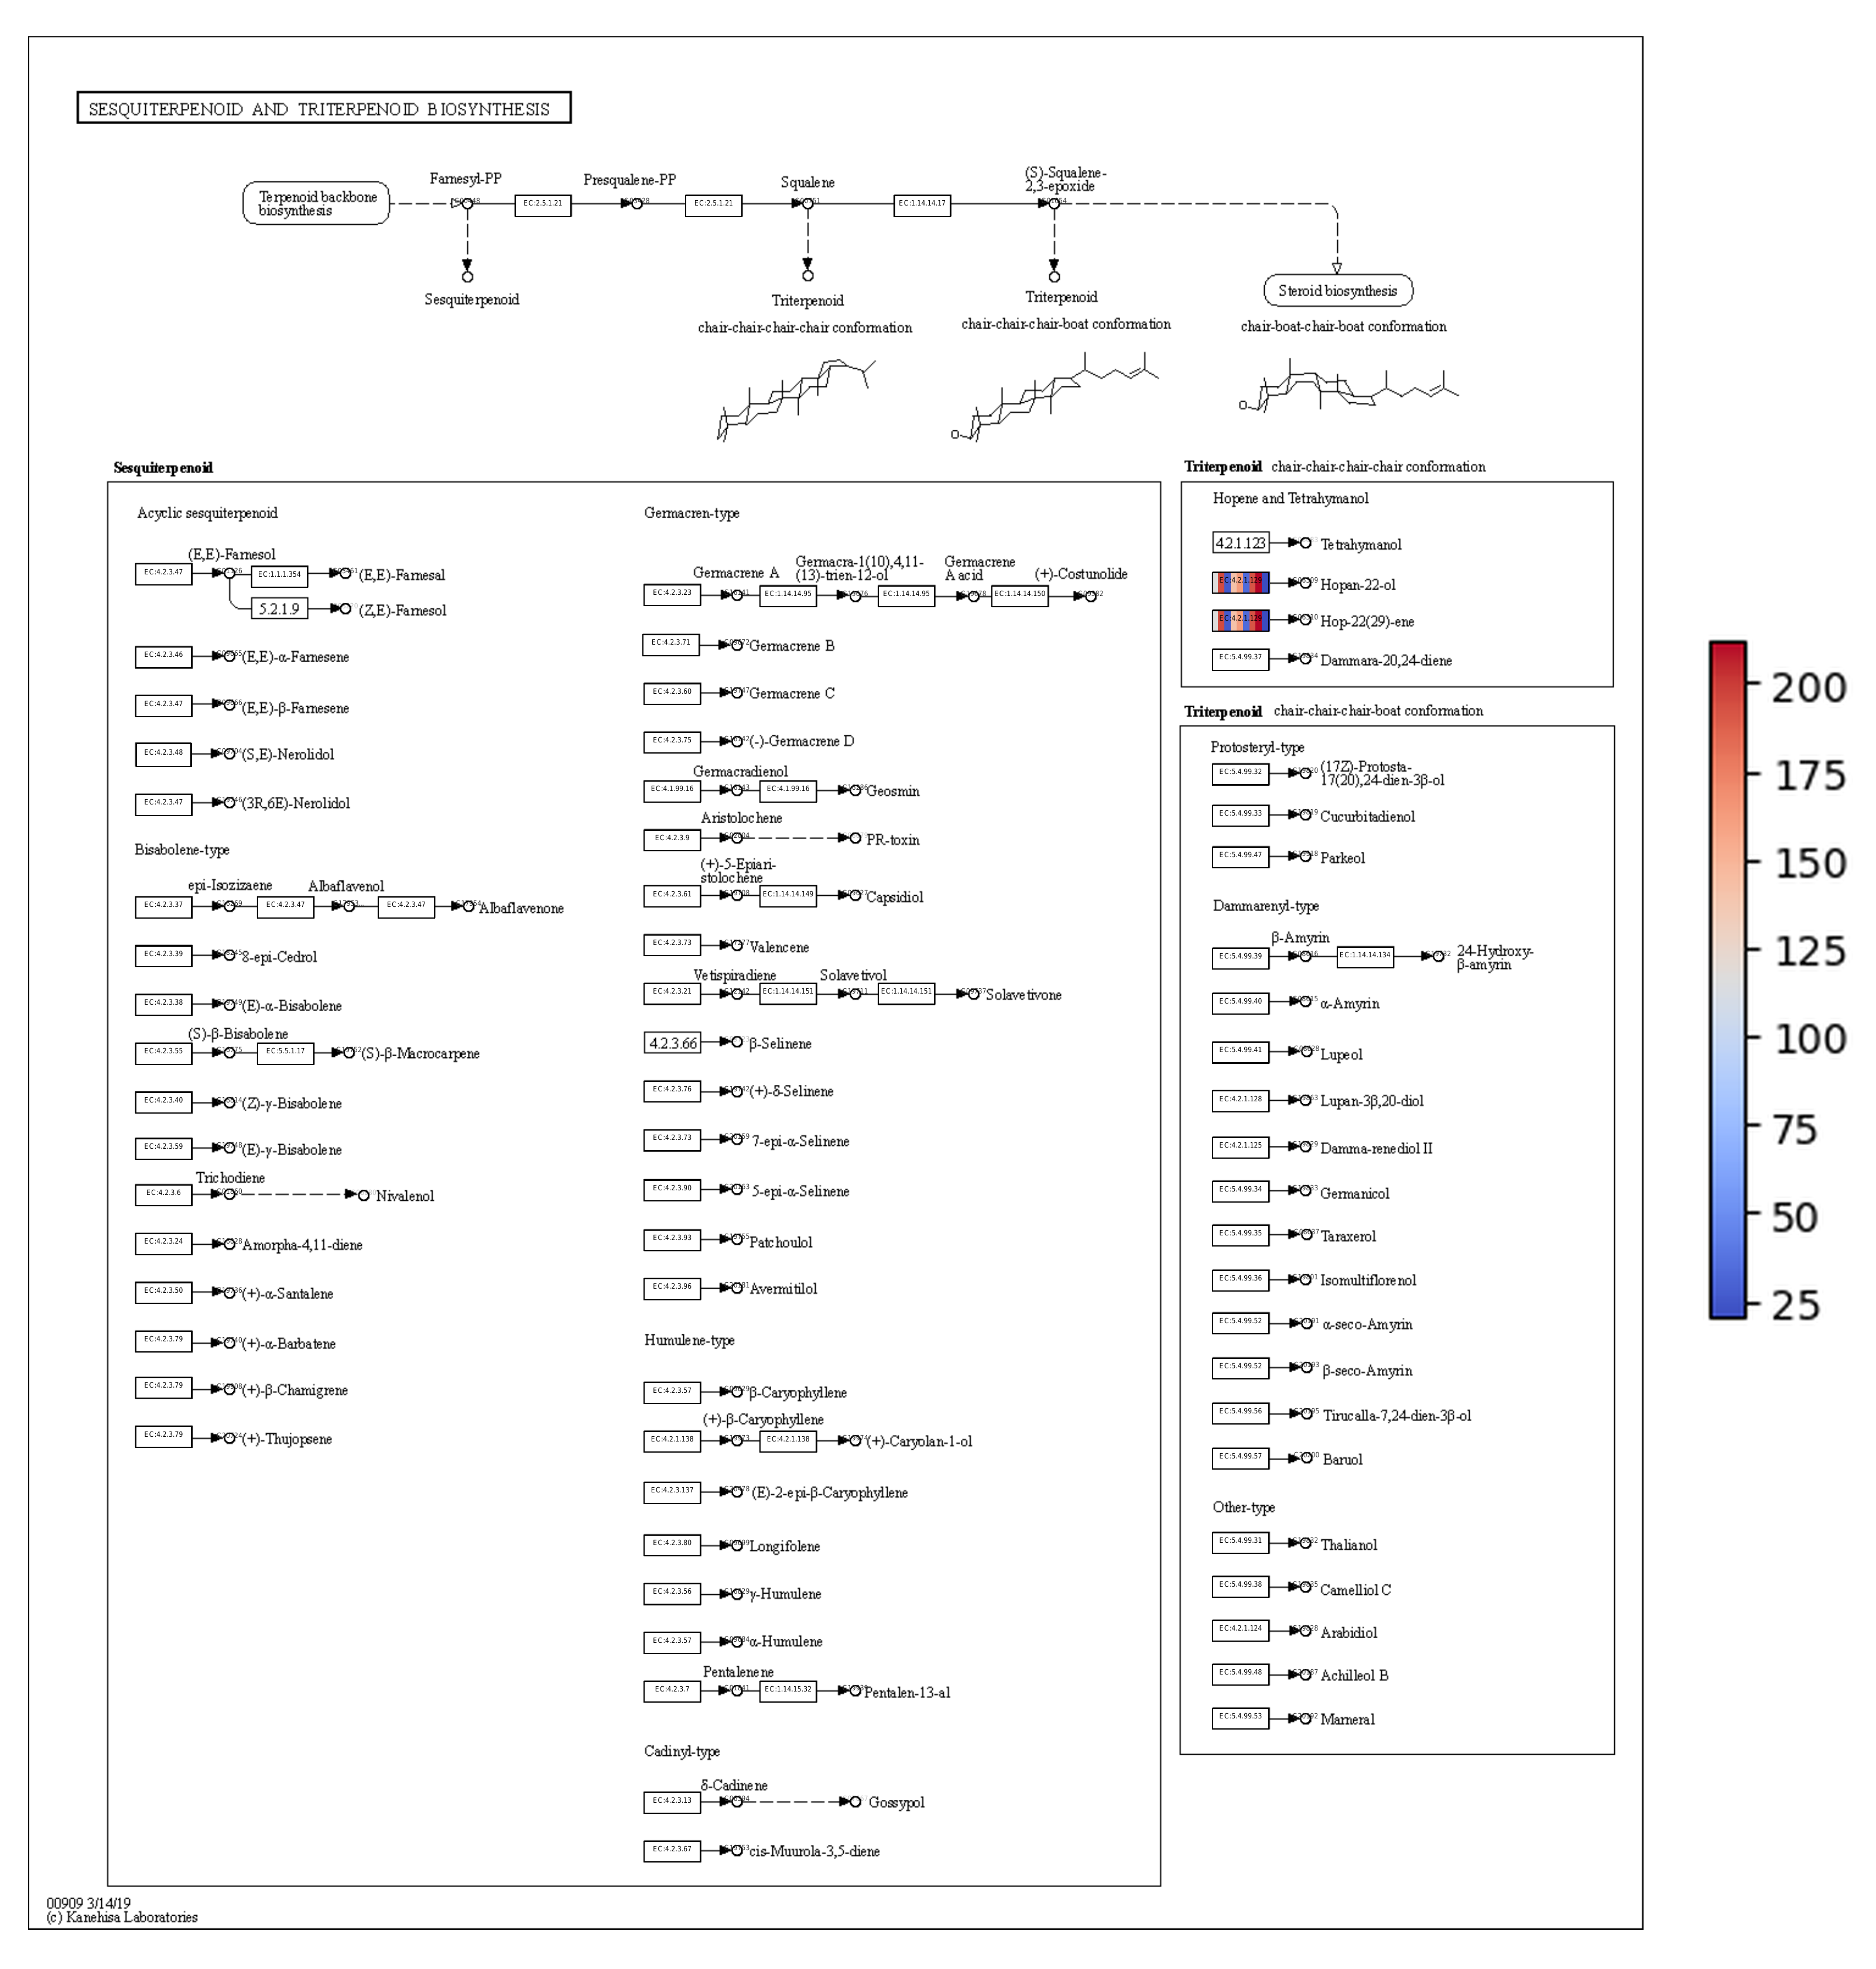 SESQUITERPENOID AND TRITERPENOID BIOSYNTHESIS
Terpenoid backbone
biosynthesis
Farnesyl-PP
EC:2.5.1.21
Presqualene-PP
EC:2.5.1.21
Squalene
EC:1.14.14.17
(S)-Squalene-
2,3-epoxide
Sesquiterpenoid
Triterpenoid
chair-chair-chair-chair conformation
Triterpenoid
chair-chair-chair-boat conformation
Steroid biosynthesis
chair-boat-chair-boat conformation
O
O
Sesquiterpenoid
Acyclic sesquiterpenoid
(E,E)-Farnesol
EC:4.2.3.47
EC:1.1.1.354
(E,E)-Farnesal
5.2.1.9
(Z,E)-Farnesol
EC:4.2.3.46
(E,E)-α-Farnesene
EC:4.2.3.47
(E,E)-β-Farnesene
EC:4.2.3.48
(S,E)-Nerolidol
EC:4.2.3.47
(3R,6E)-Nerolidol
Bisabolene-type
epi-Isozizaene
Albaflavenol
EC:4.2.3.37
EC:4.2.3.47
EC:4.2.3.47
Albaflavenone
EC:4.2.3.39
8-epi-Cedrol
EC:4.2.3.38
(E)-α-Bisabolene
(S)-β-Bisabolene
EC:4.2.3.55
EC:5.5.1.17
(S)-β-Macrocarpene
EC:4.2.3.40
(Z)-γ-Bisabolene
EC:4.2.3.59
(E)-γ-Bisabolene
Trichodiene
EC:4.2.3.6
Nivalenol
EC:4.2.3.24
Amorpha-4,11-diene
EC:4.2.3.50
(+)-α-Santalene
EC:4.2.3.79
(+)-α-Barbatene
EC:4.2.3.79
(+)-β-Chamigrene
EC:4.2.3.79
(+)-Thujopsene
Germacren-type
Germacrene A
Germacra-1(10),4,11-
(13)-trien-12-ol
Germacrene
A acid
(+)-Costunolide
EC:4.2.3.23
EC:1.14.14.95
EC:1.14.14.95
EC:1.14.14.150
EC:4.2.3.71
Germacrene B
EC:4.2.3.60
Germacrene C
EC:4.2.3.75
(-)-Germacrene D
Germacradienol
EC:4.1.99.16
EC:4.1.99.16
Geosmin
Aristolochene
EC:4.2.3.9
PR-toxin
(+)-5-Epiari-
stolochene
EC:4.2.3.61
EC:1.14.14.149
Capsidiol
EC:4.2.3.73
Valencene
Vetispiradiene
Solavetivol
EC:4.2.3.21
EC:1.14.14.151
EC:1.14.14.151
Solavetivone
4.2.3.66
β-Selinene
EC:4.2.3.76
(+)-δ-Selinene
EC:4.2.3.73
7-epi-α-Selinene
EC:4.2.3.90
5-epi-α-Selinene
EC:4.2.3.93
Patchoulol
EC:4.2.3.96
Avermitilol
Humulene-type
EC:4.2.3.57
β-Caryophyllene
(+)-β-Caryophyllene
EC:4.2.1.138
EC:4.2.1.138
(+)-Caryolan-1-ol
EC:4.2.3.137
(E)-2-epi-β-Caryophyllene
EC:4.2.3.80
Longifolene
EC:4.2.3.56
γ-Humulene
EC:4.2.3.57
α-Humulene
Pentalenene
EC:4.2.3.7
EC:1.14.15.32
Pentalen-13-al
Cadinyl-type
δ-Cadinene
EC:4.2.3.13
Gossypol
EC:4.2.3.67
cis-Muurola-3,5-diene
Triterpenoid chair-chair-chair-chair conformation
Hopene and Tetrahymanol
4.2.1.123
Tetrahymanol
EC:4.2.1.129
Hopan-22-ol
EC:4.2.1.129
Hop-22(29)-ene
EC:5.4.99.37
Dammara-20,24-diene
Triterpenoid chair-chair-chair-boat conformation
Protosteryl-type
EC:5.4.99.32
(17Z)-Protosta-
17(20),24-dien-3β-ol
EC:5.4.99.33
Cucurbitadienol
EC:5.4.99.47
Parkeol
Dammarenyl-type
β-Amyrin
EC:5.4.99.39
EC:1.14.14.134
24-Hydroxy-
β-amyrin
EC:5.4.99.40
α-Amyrin
EC:5.4.99.41
Lupeol
EC:4.2.1.128
Lupan-3β,20-diol
EC:4.2.1.125
Damma-renediol II
EC:5.4.99.34
Germanicol
EC:5.4.99.35
Taraxerol
EC:5.4.99.36
Isomultiflorenol
EC:5.4.99.52
α-seco-Amyrin
EC:5.4.99.52
β-seco-Amyrin
EC:5.4.99.56
Tirucalla-7,24-dien-3β-ol
EC:5.4.99.57
Baruol
Other-type
EC:5.4.99.31
Thalianol
EC:5.4.99.38
Camelliol C
EC:4.2.1.124
Arabidiol
EC:5.4.99.48
Achilleol B
EC:5.4.99.53
Marneral
200
175
150
125
100
75
50
25
00909 3/14/19
(c) Kanehisa Laboratories